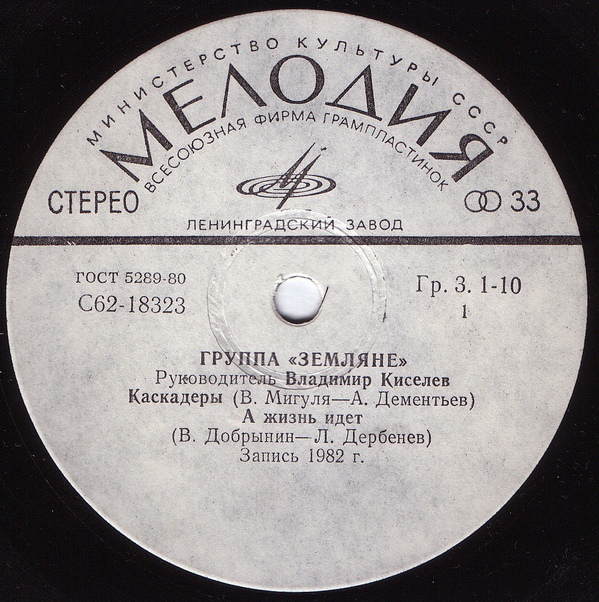 МИНИСТЕРСТВО КУЛЬТУРЫ СССР
МЕЛОДИЯ
ВСЕСОЮЗНАЯ ФИРМА ГРАМПЛАСТИНОК
СТЕРЕО
33
ЛЕНИНГРАДСКИЙ ЗАВОД
ГОСТ 5289-80
С62-18323
Гр. 3. 1-10
1
ГРУППА «ЗЕМЛЯНЕ»
Руководитель Владимир Киселев
Каскадеры (В. Мигуля—А. Дементьев)
А жизнь идет
(В. Добрынин—Л. Дербенев)
Запись 1982 г.